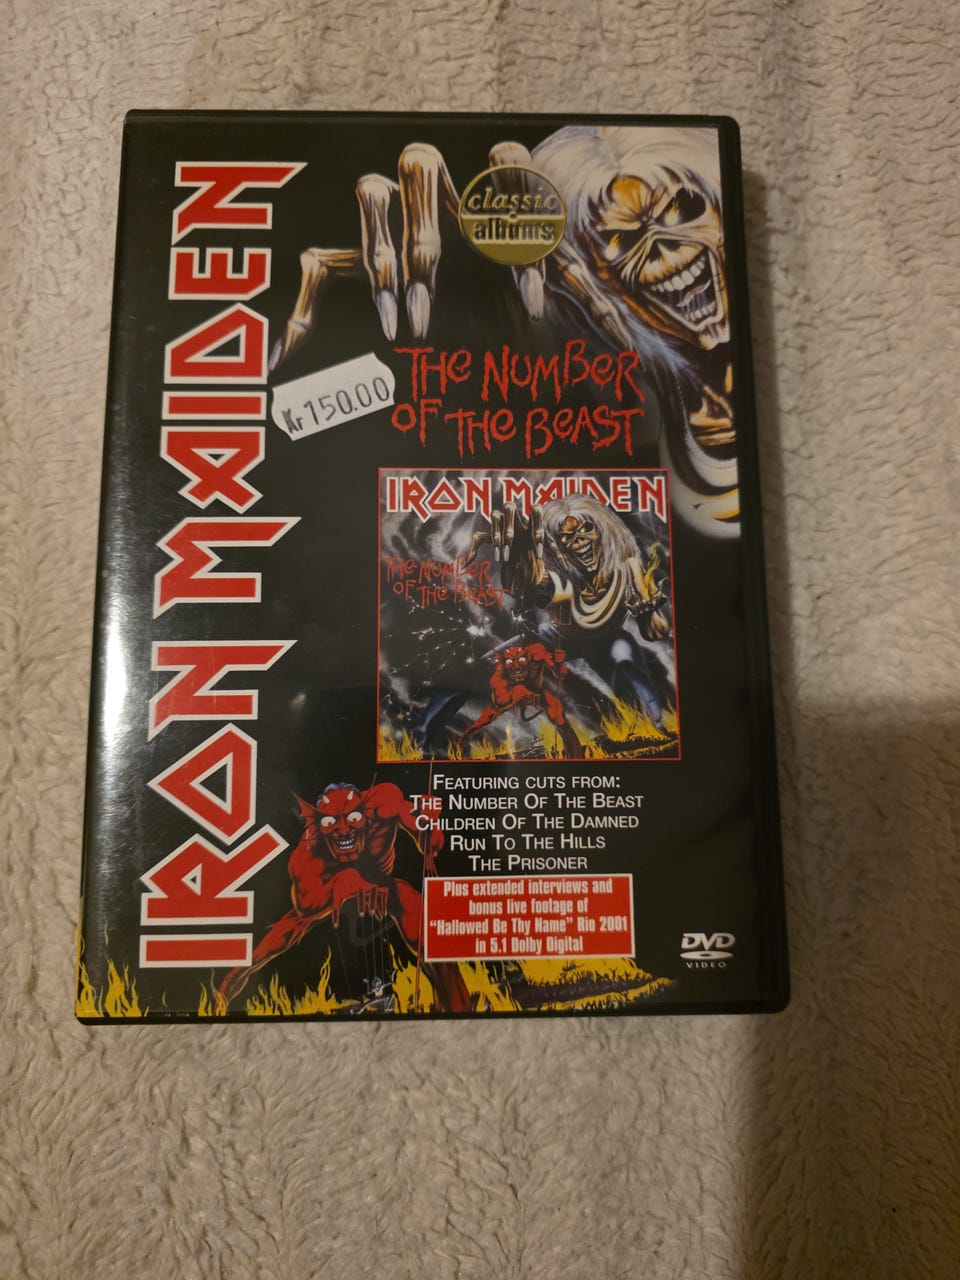 IRON MAIDEN
classic
albums
Kr 150.00
THE NUMBER
OF THE BEAST
IRON MAIDEN
THE NUMBER
OF THE BEAST
FEATURING CUTS FROM:
THE NUMBER OF THE BEAST
CHILDREN OF THE DAMNED
RUN TO THE HILLS
THE PRISONER
Plus extended interviews and
bonus live footage of
"Hallowed Be Thy Name" Rio 2001
in 5.1 Dolby Digital
DVD
VIDEO